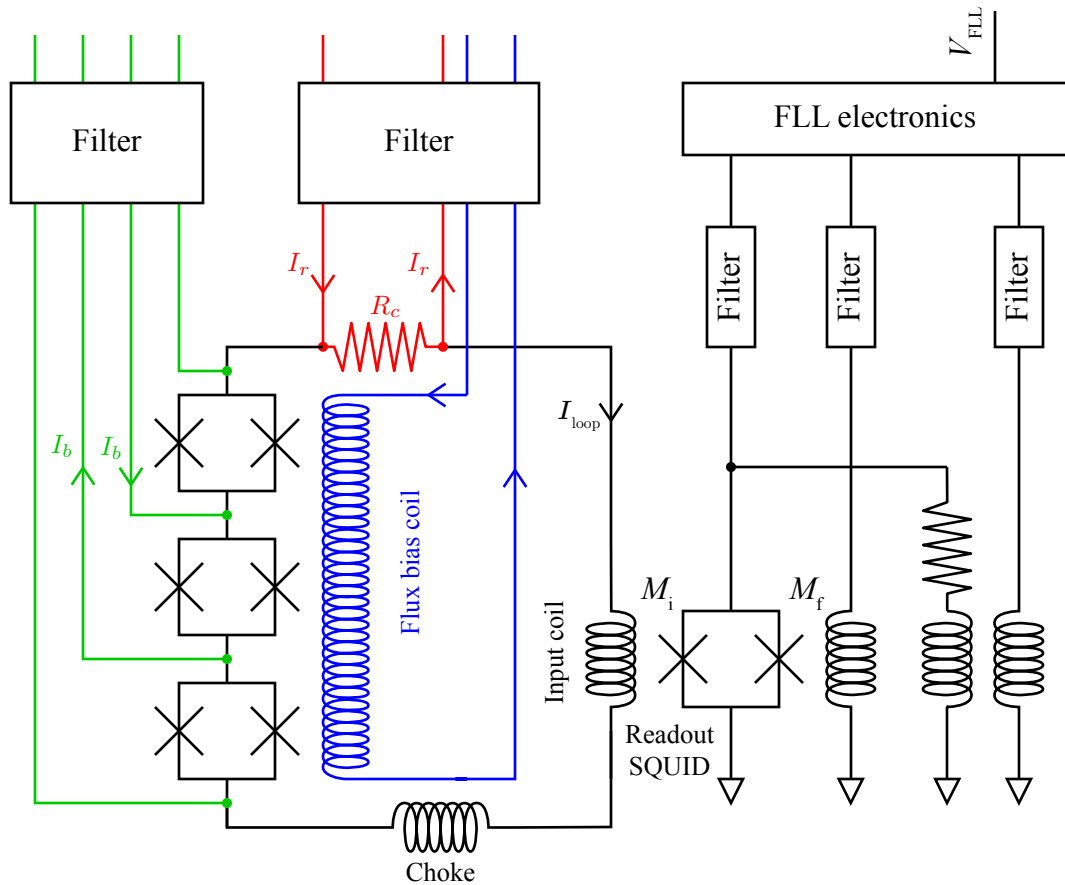 V_FLL
Filter
Filter
FLL electronics
Filter
Filter
Filter
I_r
I_r
R_c
I_loop
I_b
I_b
Flux bias coil
Input coil
M_i
M_f
Readout
SQUID
Choke